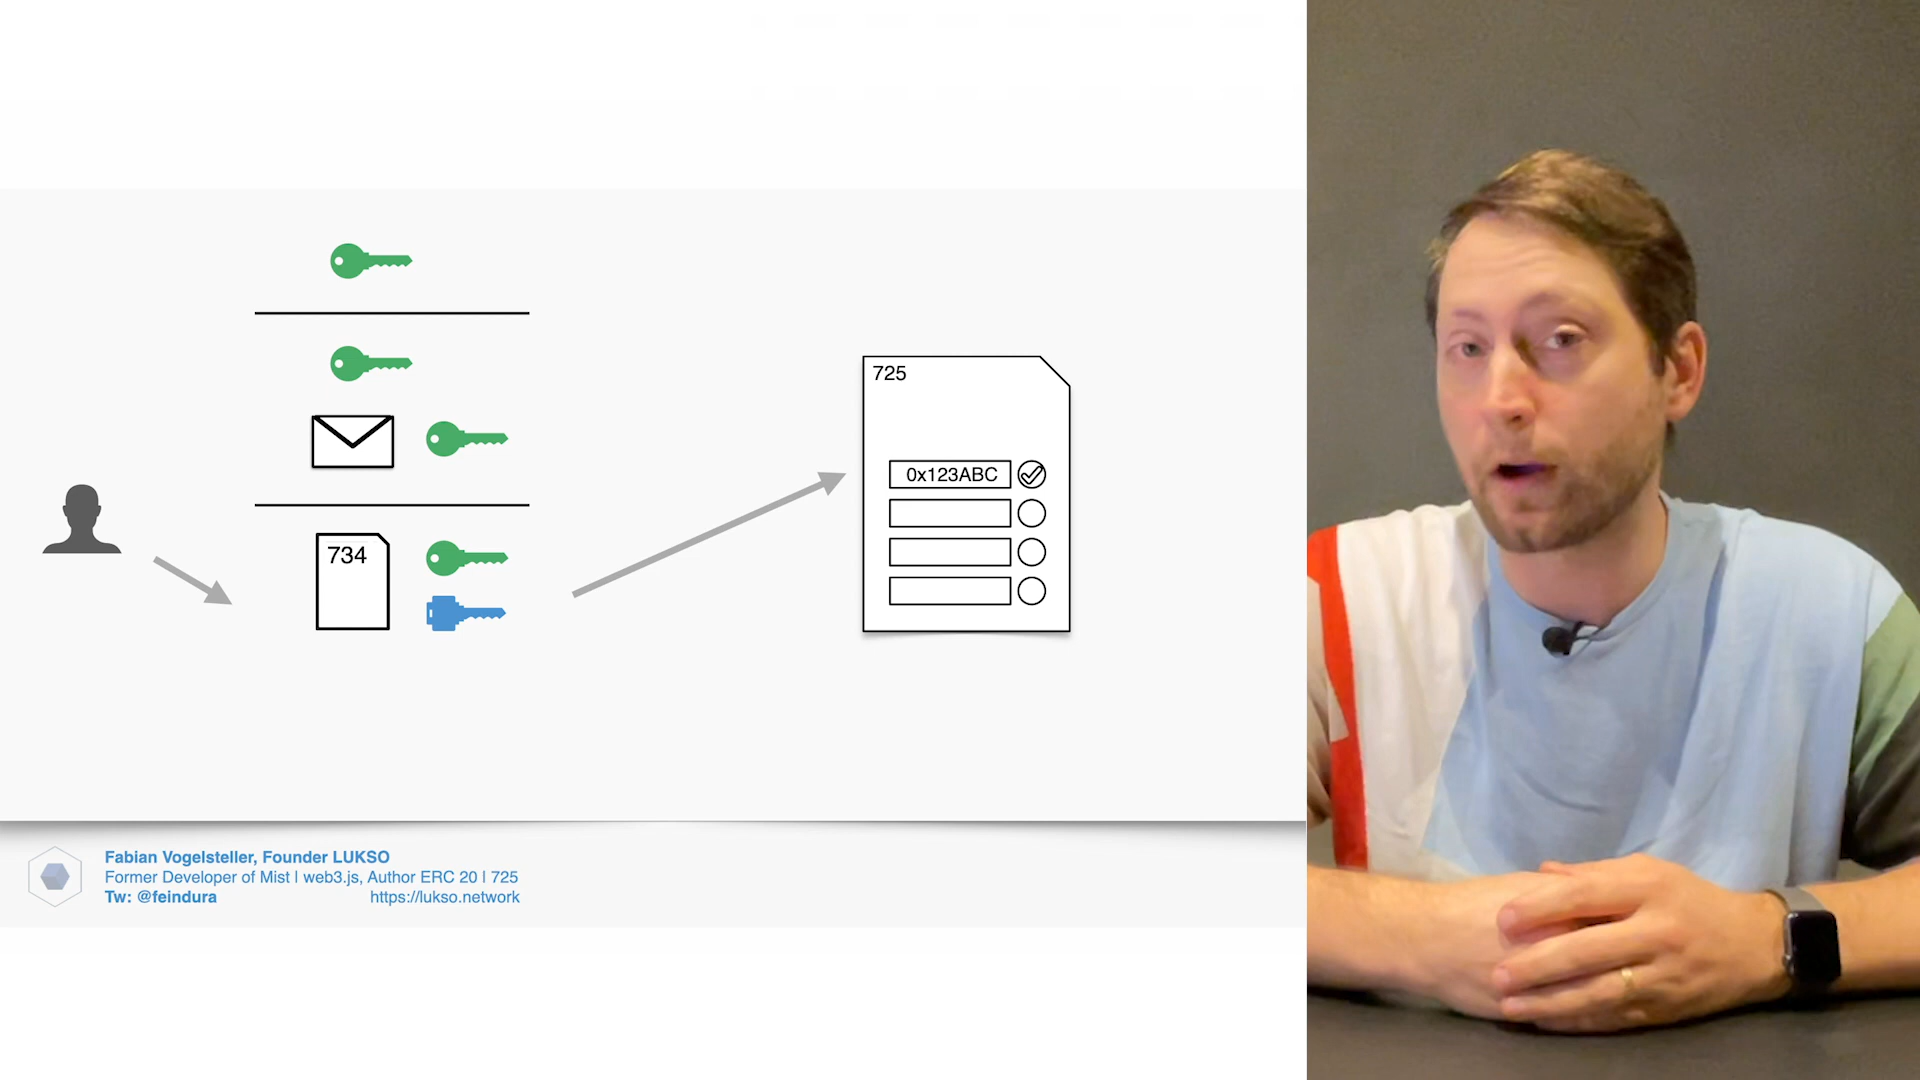 734
725
0x123ABC
Fabian Vogelsteller, Founder LUKSO
Former Developer of Mist | web3.js, Author ERC 20 | 725
Tw: @feindura https://lukso.network